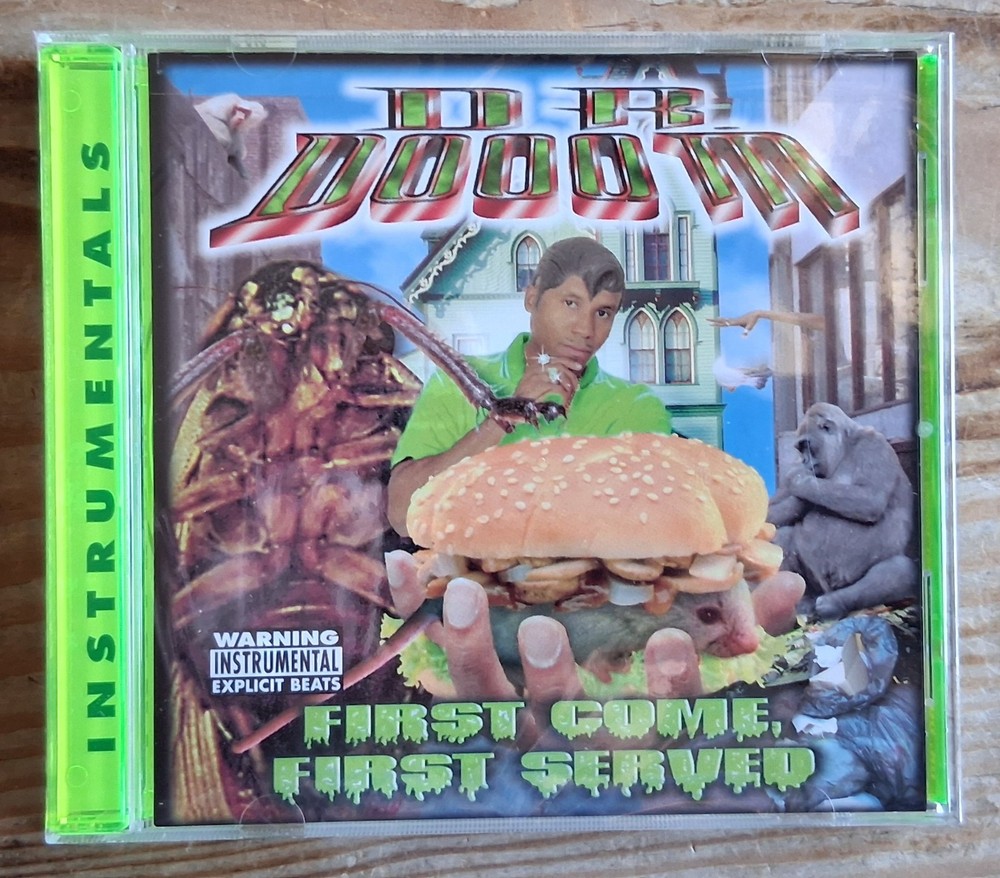 INSTRUMENTALS
DR.
DOOOM
WARNING
INSTRUMENTAL
EXPLICIT BEATS
FIRST COME,
FIRST SERVED